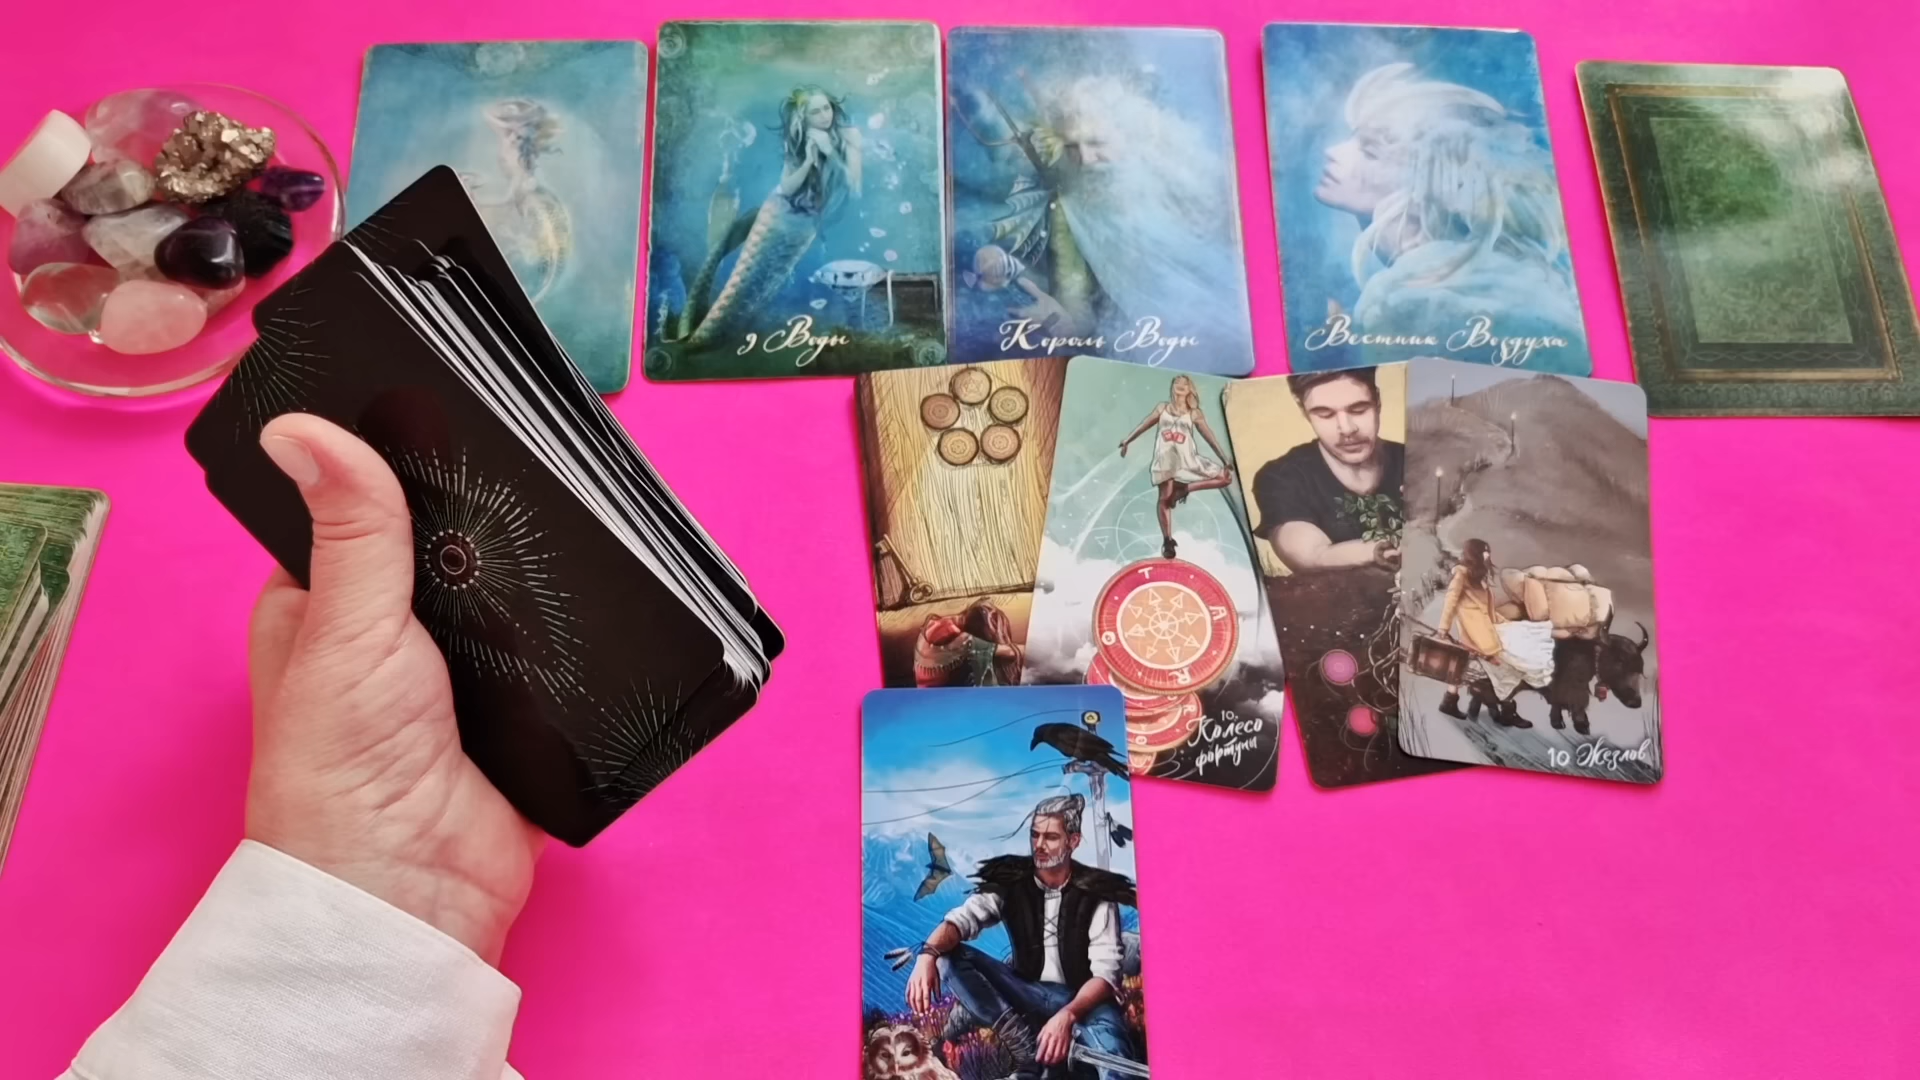 9 Воды
Король Воды
Вестник Воздуха
T
A
R
O
10.
Колесо
фортуны
10 Жезлов